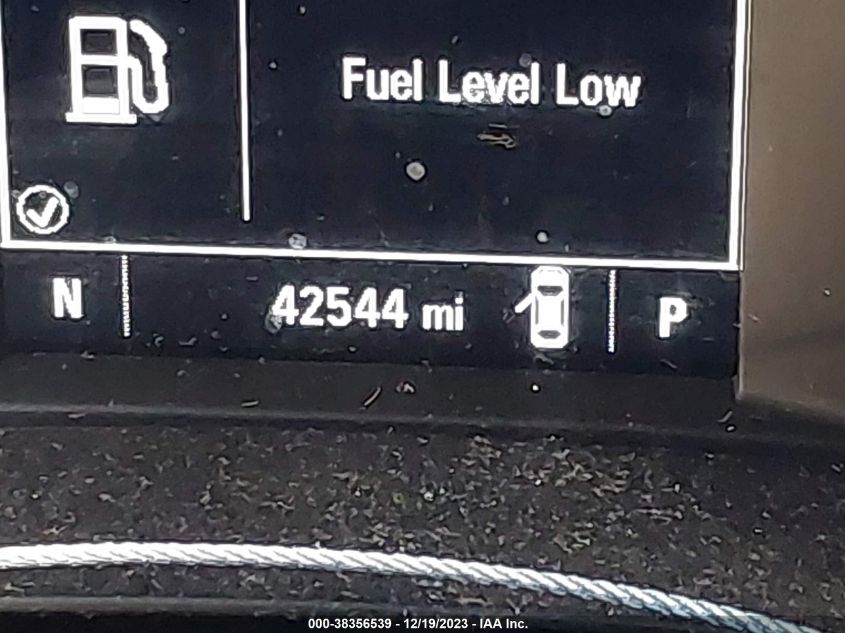 Fuel Level Low
N 42544 mi P
000-38356539 - 12/19/2023 - IAA Inc.